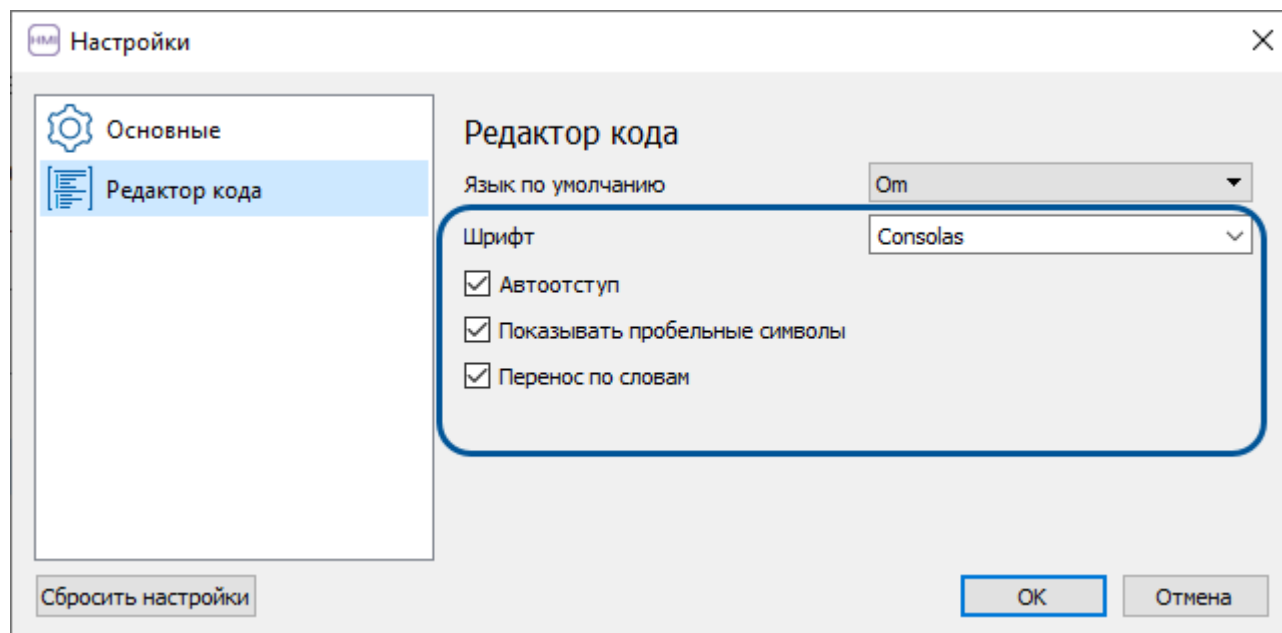 HMI Настройки
Основные
Редактор кода
Редактор кода
Язык по умолчанию Om
Шрифт Consolas
Автоотступ
Показывать пробельные символы
Перенос по словам
Сбросить настройки OK Отмена